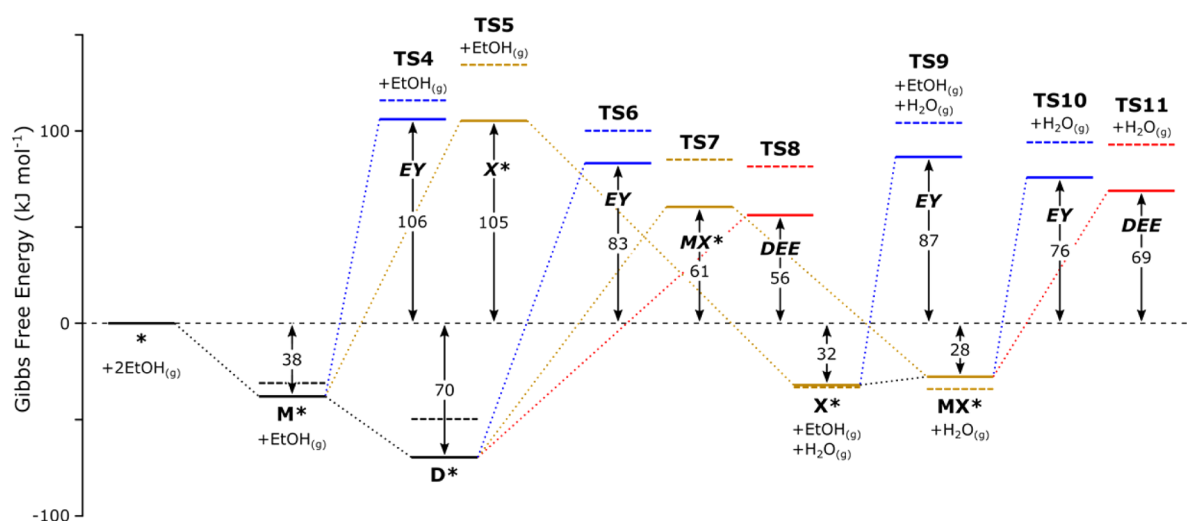 Gibbs Free Energy (kJ mol-1)
100
0
-100
*
+2EtOH(g)
38
M*
+EtOH(g)
TS4
+EtOH(g)
EY
106
70
D*
TS5
+EtOH(g)
X*
105
TS6
EY
83
TS7
MX*
61
TS8
DEE
56
32
X*
+EtOH(g)
+H2O(g)
TS9
+EtOH(g)
+H2O(g)
EY
87
28
MX*
+H2O(g)
TS10
+H2O(g)
EY
76
TS11
+H2O(g)
DEE
69